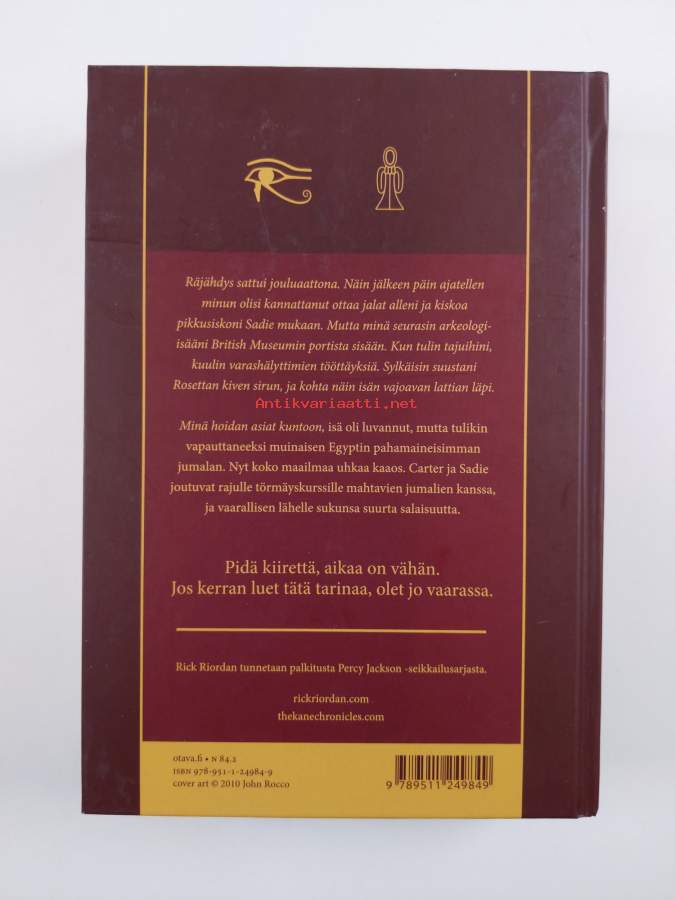 Räjähdys sattui jouluaattona. Näin jälkeen päin ajatellen
minun olisi kannattanut ottaa jalat alleni ja kiskoa
pikkusiskoni Sadie mukaan. Mutta minä seurasin arkeologi-
isääni British Museumin portista sisään. Kun tulin tajuihini,
kuulin varashälyttimien tööttäyksiä. Sylkäisin suustani
Rosettan kiven sirun, ja kohta näin isän vajoavan lattian läpi.
Antikvariaatti.net
Minä hoidan asiat kuntoon, isä oli luvannut, mutta tulikin
vapauttaneeksi muinaisen Egyptin pahamaineisimman
jumalan. Nyt koko maailmaa uhkaa kaaos. Carter ja Sadie
joutuvat rajulle törmäyskurssille mahtavien jumalien kanssa,
ja vaarallisen lähelle sukunsa suurta salaisuutta.
Pidä kiirettä, aikaa on vähän.
Jos kerran luet tätä tarinaa, olet jo vaarassa.
Rick Riordan tunnetaan palkitusta Percy Jackson -seikkailusarjasta.
rickriordan.com
thekanechronicles.com
otava.fi • N 84.2
ISBN 978-951-1-24984-9
cover art © 2010 John Rocco
9 789511 249849